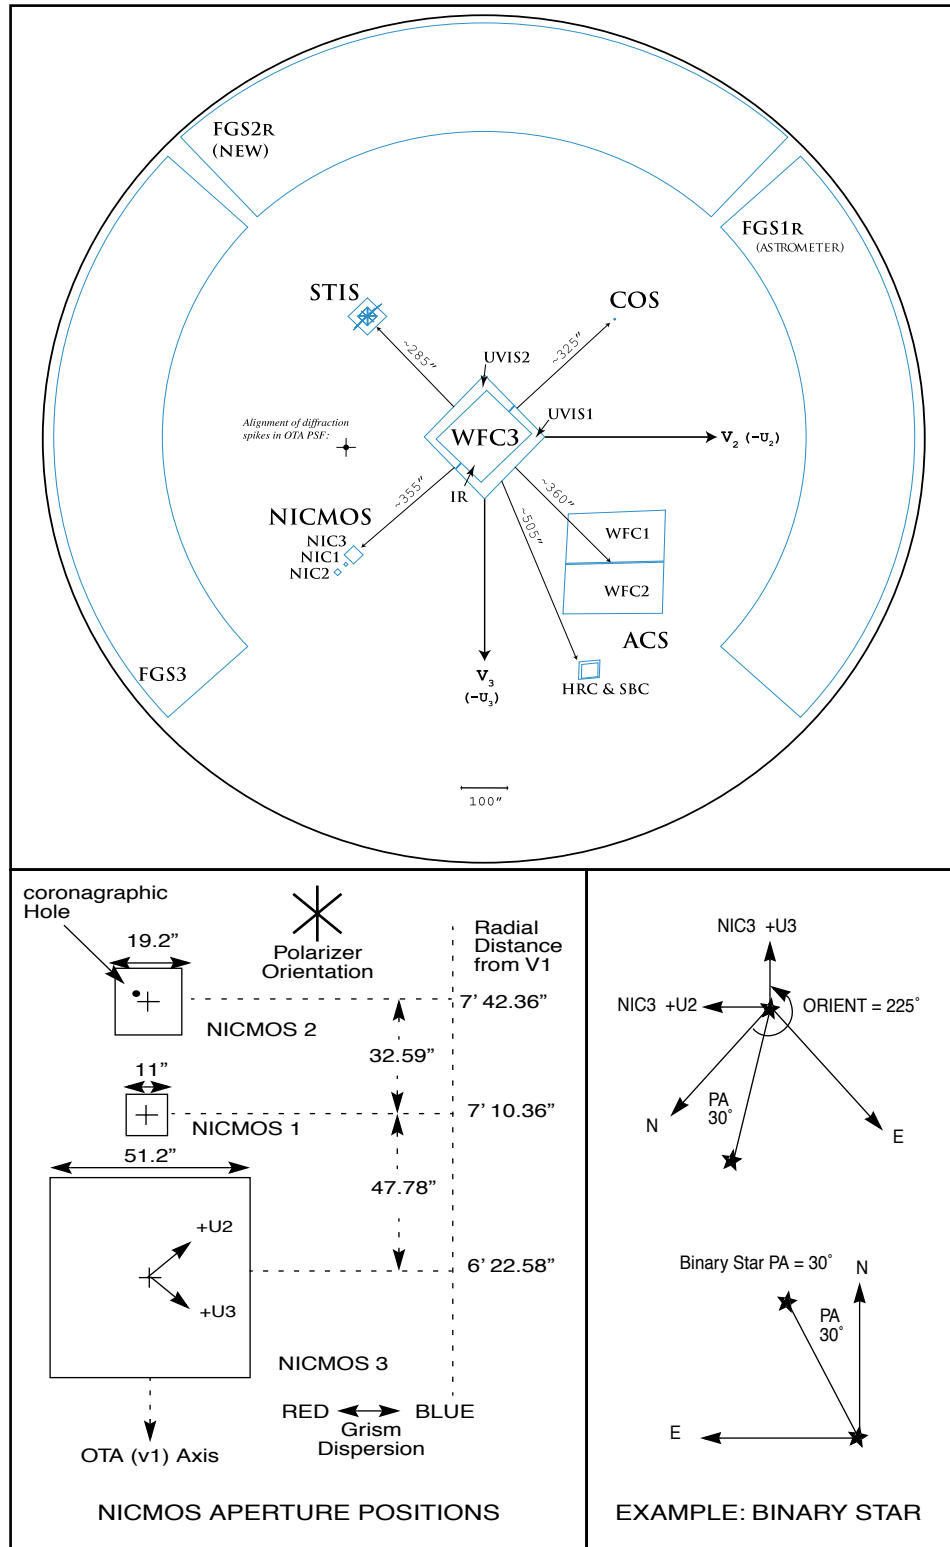 FGS2R
(NEW)
FGS1R
(ASTROMETER)
STIS
COS
~285"
~325"
UVIS2
UVIS1
Alignment of diffraction
spikes in OTA PSF:
WFC3
V2 (-U2)
IR
~355"
~360"
~505"
NICMOS
NIC3
NIC1
NIC2
WFC1
WFC2
ACS
FGS3
V3
(-U3)
HRC & SBC
100"
coronagraphic
Hole
19.2”
Polarizer
Orientation
Radial
Distance
from V1
7’ 42.36”
NICMOS 2
32.59”
11”
7’ 10.36”
NICMOS 1
51.2”
47.78”
+U2
6’ 22.58”
+U3
NICMOS 3
RED
BLUE
Grism
Dispersion
OTA (v1) Axis
NICMOS APERTURE POSITIONS
NIC3 +U3
NIC3 +U2
ORIENT = 225°
PA
30°
N
E
Binary Star PA = 30°
N
PA
30°
E
EXAMPLE: BINARY STAR